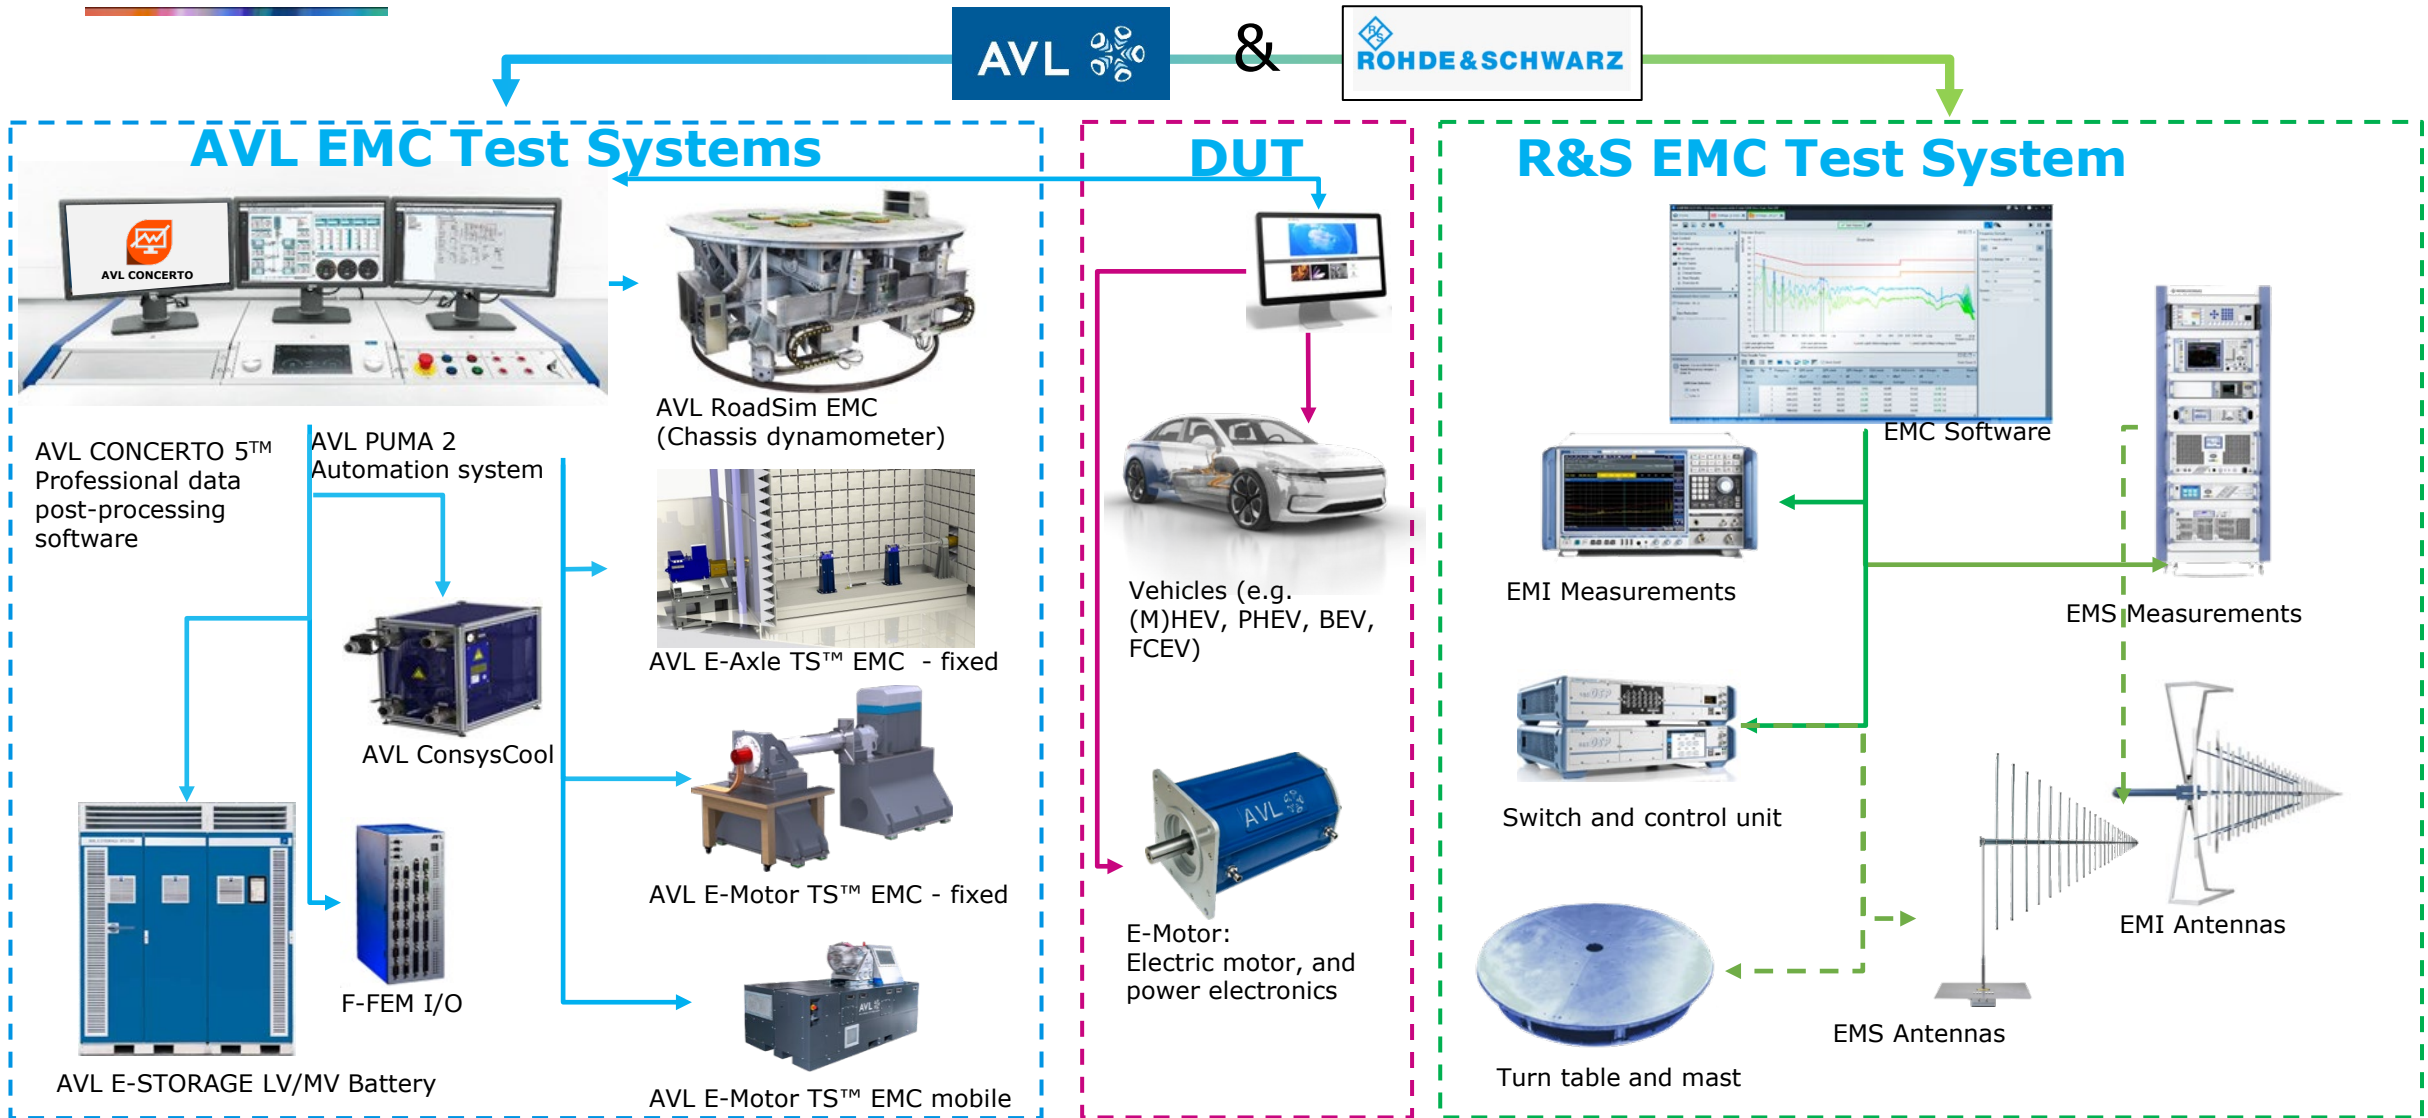 AVL
&
R&S
ROHDE & SCHWARZ
AVL EMC Test Systems
AVL CONCERTO
AVL CONCERTO 5™
Professional data
post-processing
software
AVL PUMA 2
Automation system
AVL RoadSim EMC
(Chassis dynamometer)
AVL E-Axle TS™ EMC - fixed
AVL ConsysCool
AVL E-Motor TS™ EMC - fixed
F-FEM I/O
AVL
AVL E-STORAGE LV/MV Battery
AVL E-Motor TS™ EMC mobile
DUT
Vehicles (e.g.
(M)HEV, PHEV, BEV,
FCEV)
AVL
E-Motor:
Electric motor, and
power electronics
R&S EMC Test System
EMC Software
EMI Measurements
EMS Measurements
OSP
OSP
Switch and control unit
EMI Antennas
EMS Antennas
Turn table and mast